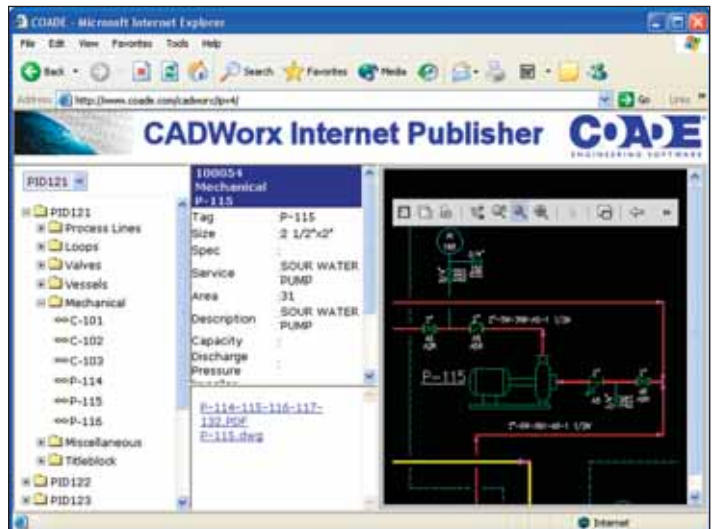 COADE - Microsoft Internet Explorer
File Edit View Favorites Tools Help
Back Search Favorites Media
Address http://www.coade.com/cadworx/ipv4/ Go Links »
CADWorx Internet Publisher COADE
ENGINEERING SOFTWARE
PID121
PID121
Process Lines
Loops
Valves
Vessels
Mechanical
C-101
C-102
C-103
P-114
P-115
P-116
Miscellaneous
Titleblock
PID122
PID123
100054
Mechanical
P-115
Tag P-115
Size 2 1/2"x2"
Spec :
Service SOUR WATER
PUMP
Area 31
Description SOUR WATER
PUMP
Capacity :
Discharge
Pressure :
P-114-115-116-117-
132.PDF
P-115.dwg
P-115
Internet